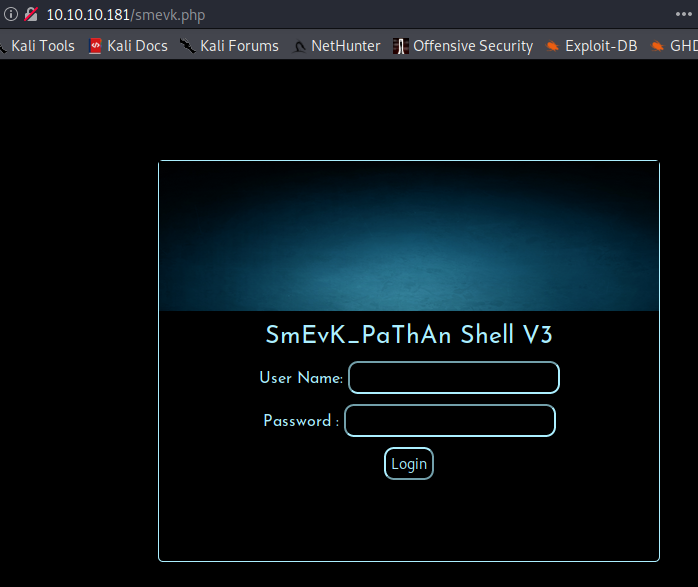 10.10.10.181/smevk.php
Kali Tools Kali Docs Kali Forums NetHunter Offensive Security Exploit-DB GHD
SmEvK_PaThAn Shell V3
User Name:
Password :
Login